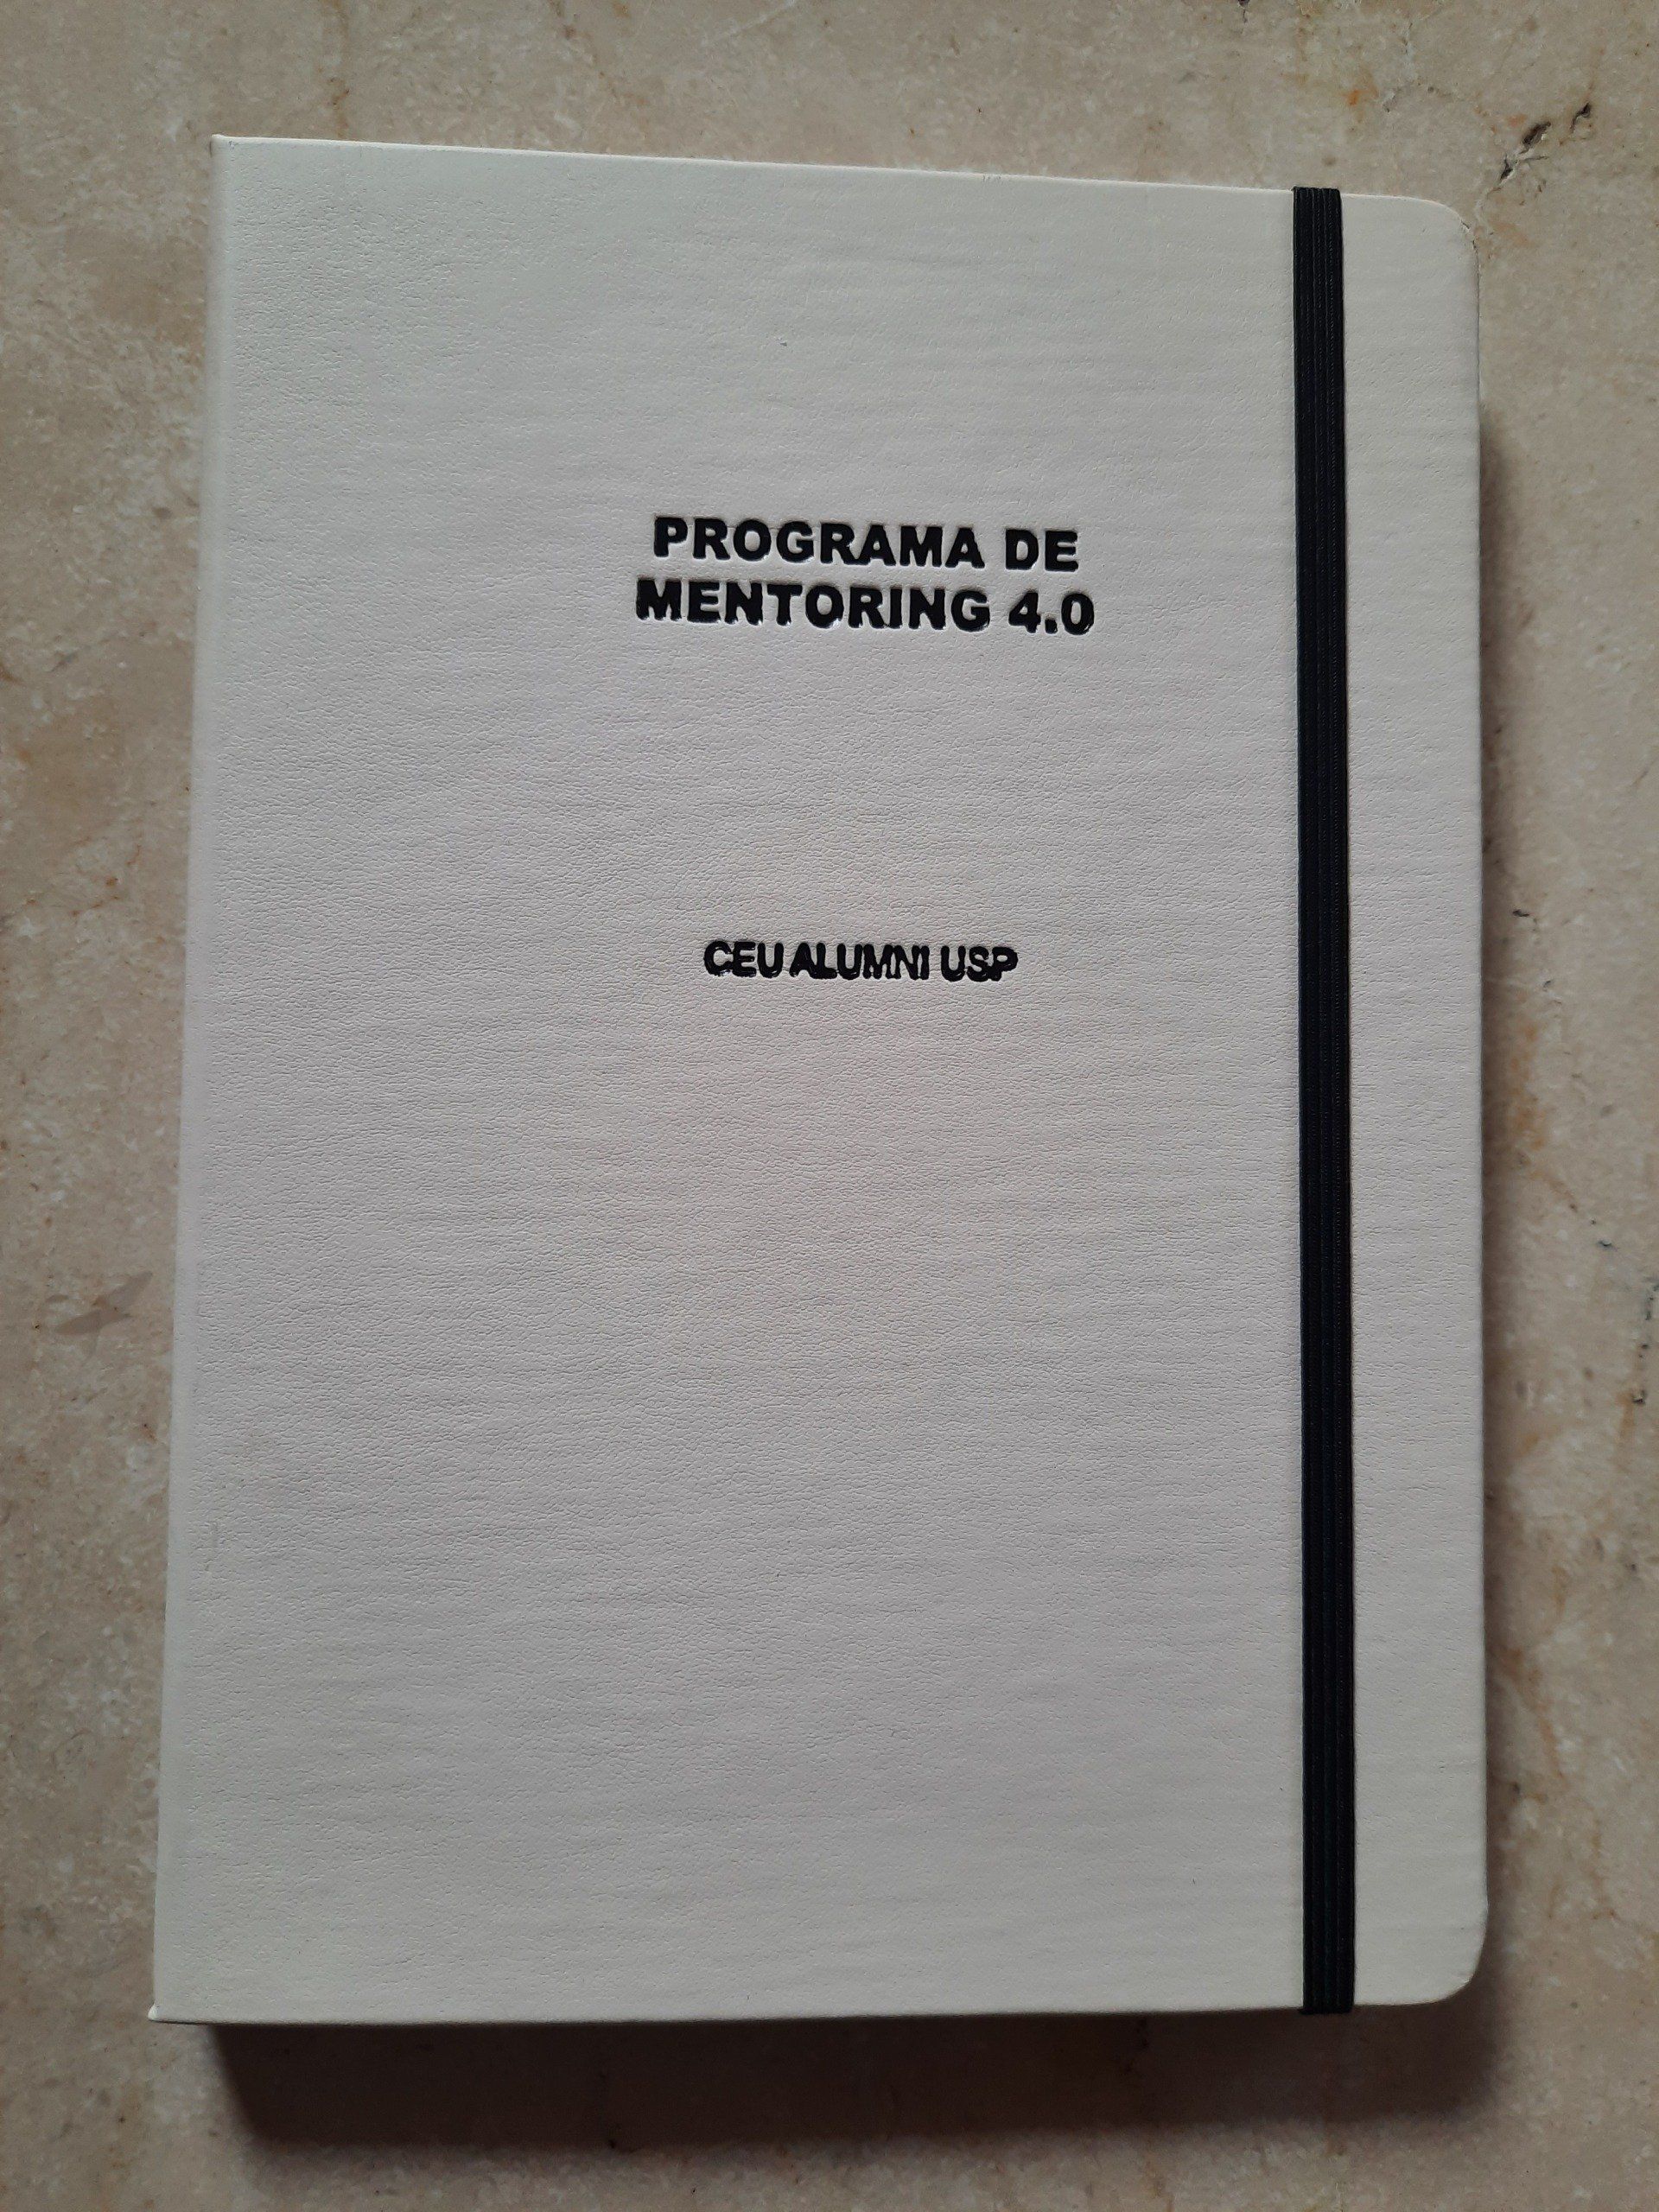 PROGRAMA DE
MENTORING 4.0
CEU ALUMNI USP